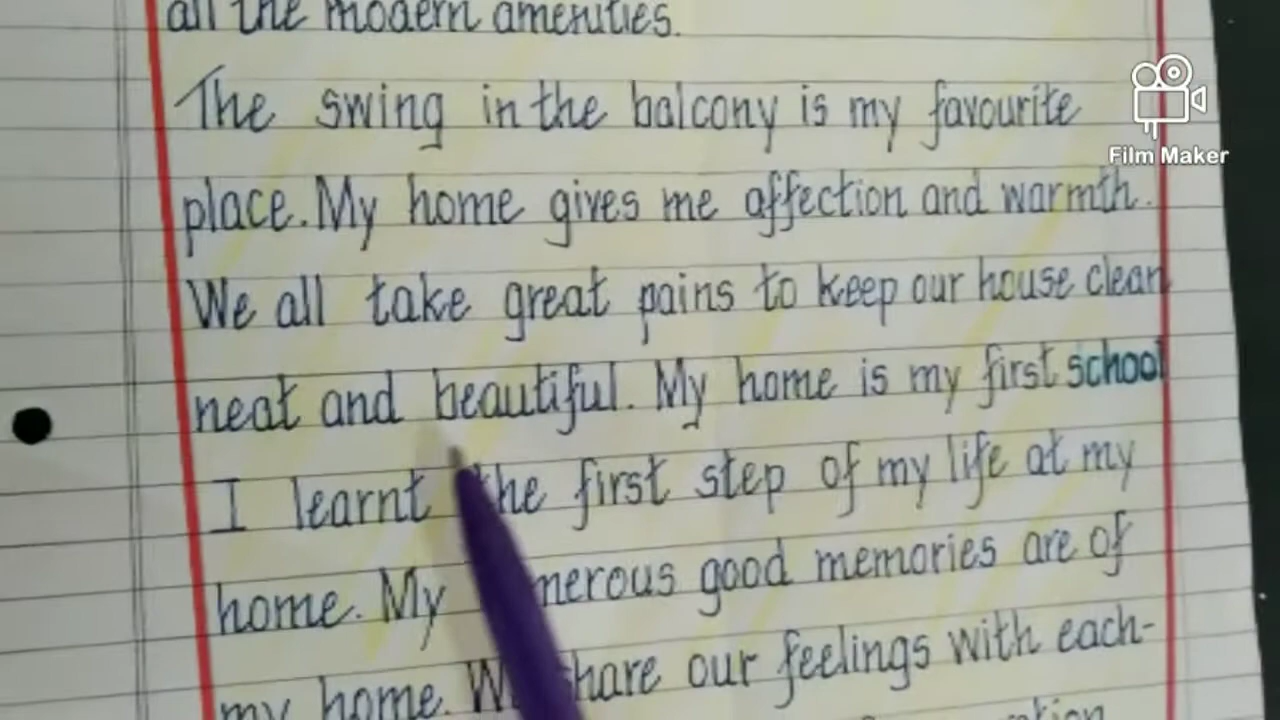 all the modern amenities.
The swing in the balcony is my favourite
Film Maker
place. My home gives me affection and warmth.
We all take great pains to keep our house clean
neat and beautiful. My home is my first school
I learnt the first step of my life at my
home. My good memories are of
my home. We share our feelings with each-